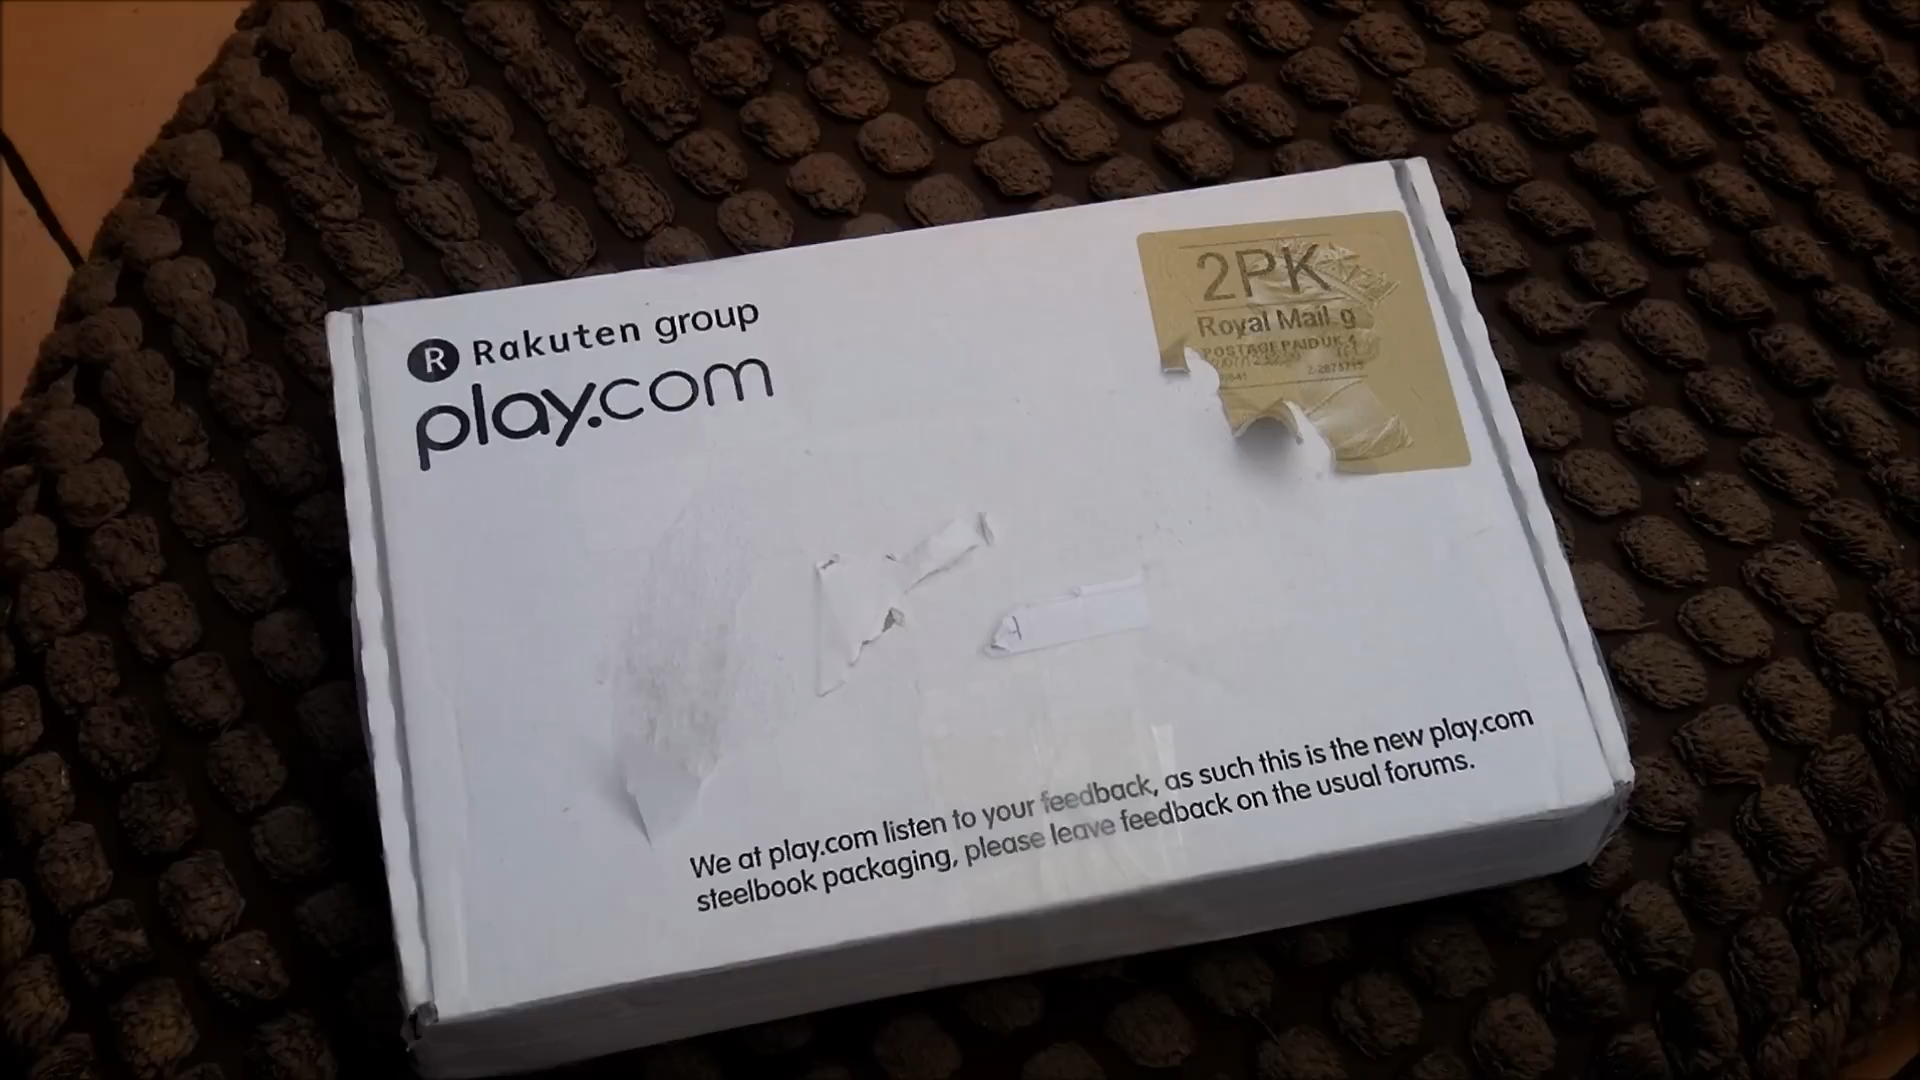 R Rakuten group
play.com
2PK
Royal Mail g
POSTAGE PAID UK 4
We at play.com listen to your feedback, as such this is the new play.com
steelbook packaging, please leave feedback on the usual forums.